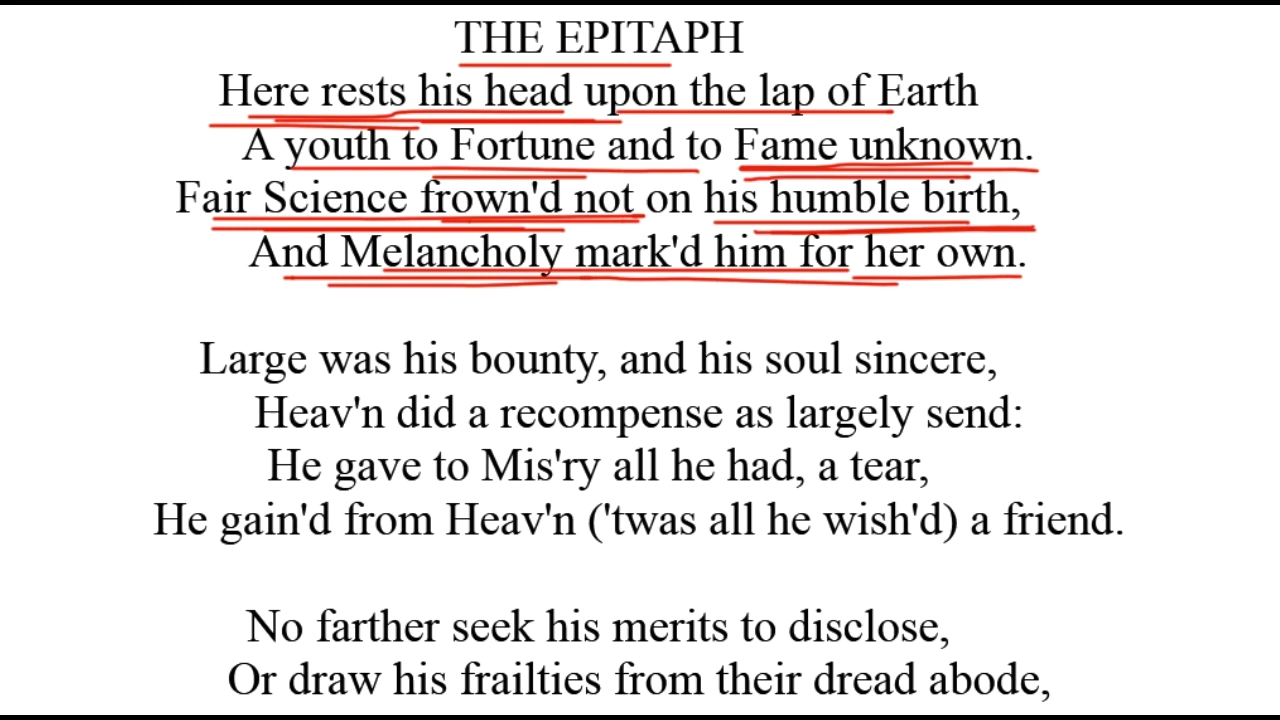 THE EPITAPH
Here rests his head upon the lap of Earth
A youth to Fortune and to Fame unknown.
Fair Science frown'd not on his humble birth,
And Melancholy mark'd him for her own.
Large was his bounty, and his soul sincere,
Heav'n did a recompense as largely send:
He gave to Mis'ry all he had, a tear,
He gain'd from Heav'n ('twas all he wish'd) a friend.
No farther seek his merits to disclose,
Or draw his frailties from their dread abode,